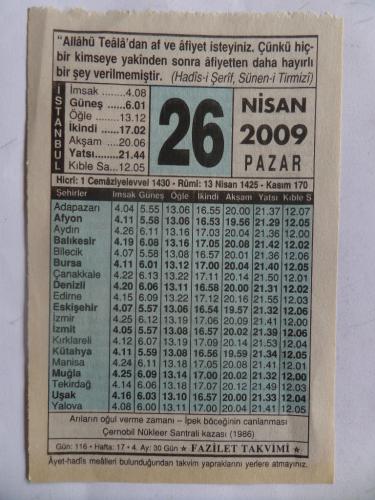 “Allâhü Teâlâ’dan af ve âfiyet isteyiniz. Çünkü hiç-
bir kimseye yakinden sonra âfiyetten daha hayırlı
bir şey verilmemiştir. (Hadîs-i Şerîf, Sünen-i Tirmizî)
İSTANBUL
İmsak ........4.08
Güneş .......6.01
Öğle .........13.12
İkindi .......17.02
Akşam ......20.06
Yatsı........21.44
Kıble Sa...12.05
26
NİSAN
2009
PAZAR
Hicrî: 1 Cemâziyelevvel 1430 - Rûmî: 13 Nisan 1425 - Kasım 170
Şehirler İmsak Güneş Öğle İkindi Akşam Yatsı Kıble S
Adapazarı 4.04 5.55 13.06 16.55 20.00 21.37 12.07
Afyon 4.11 5.58 13.06 16.53 19.56 21.29 12.05
Aydın 4.26 6.11 13.16 17.03 20.04 21.36 12.00
Balıkesir 4.19 6.08 13.16 17.05 20.08 21.42 12.02
Bilecik 4.07 5.58 13.08 16.57 20.01 21.36 12.06
Bursa 4.11 6.01 13.12 17.00 20.04 21.40 12.05
Çanakkale 4.22 6.13 13.22 17.11 20.14 21.50 12.01
Denizli 4.20 6.06 13.11 16.58 20.00 21.31 12.02
Edirne 4.15 6.09 13.22 17.12 20.16 21.55 12.03
Eskişehir 4.07 5.57 13.06 16.54 19.57 21.32 12.06
İzmir 4.25 6.12 13.19 17.06 20.09 21.41 12.00
İzmit 4.05 5.57 13.08 16.57 20.02 21.39 12.06
Kırklareli 4.12 6.07 13.19 17.09 20.14 21.53 12.04
Kütahya 4.11 5.59 13.08 16.56 19.59 21.34 12.05
Manisa 4.24 6.11 13.18 17.05 20.08 21.41 12.01
Muğla 4.25 6.09 13.14 17.00 20.02 21.32 12.00
Tekirdağ 4.14 6.06 13.18 17.07 20.12 21.49 12.03
Uşak 4.16 6.03 13.10 16.57 20.00 21.33 12.04
Yalova 4.08 6.00 13.11 17.00 20.04 21.41 12.05
Arıların oğul verme zamanı – İpek böceğinin canlanması
Çernobil Nükleer Santrali kazası (1986)
Gün: 116 • Hafta: 17 • 4. Ay: 30 Gün ★ FAZİLET TAKVİMİ ★
Âyet-hadîs meâlleri bulunduğundan takvim yapraklarını yerlere atmayınız.